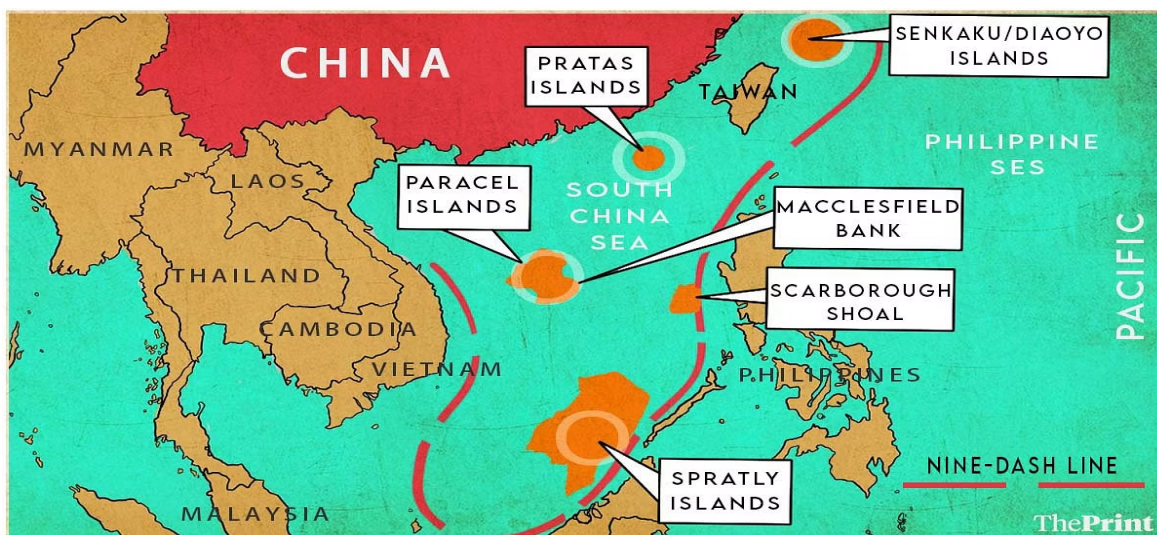 CHINA
PRATAS
ISLANDS
SENKAKU/DIAOYO
ISLANDS
TAIWAN
MYANMAR
LAOS
PARACEL
ISLANDS
SOUTH
CHINA
SEA
PHILIPPINE
SES
MACCLESFIELD
BANK
THAILAND
SCARBOROUGH
SHOAL
PACIFIC
CAMBODIA
VIETNAM
PHILIPPINES
SPRATLY
ISLANDS
NINE-DASH LINE
MALAYSIA
ThePrint